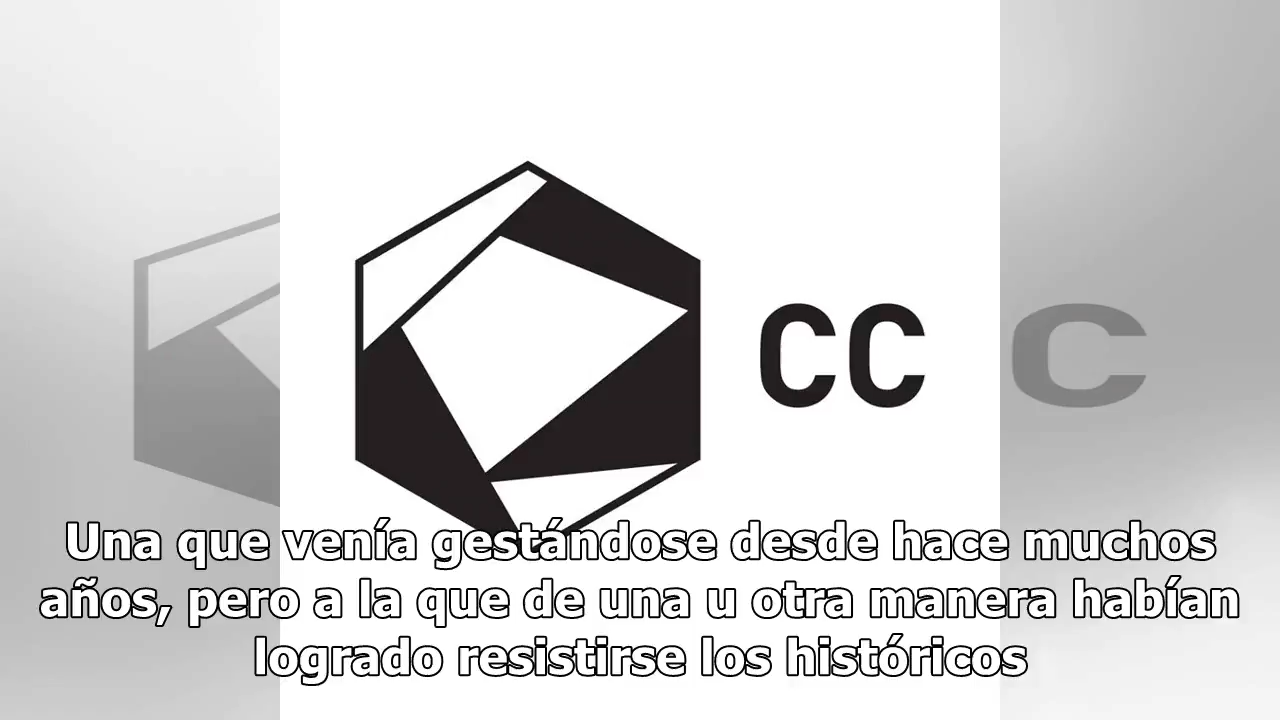 CC
C
Una que venía gestándose desde hace muchos
años, pero a la que de una u otra manera habían
logrado resistirse los históricos